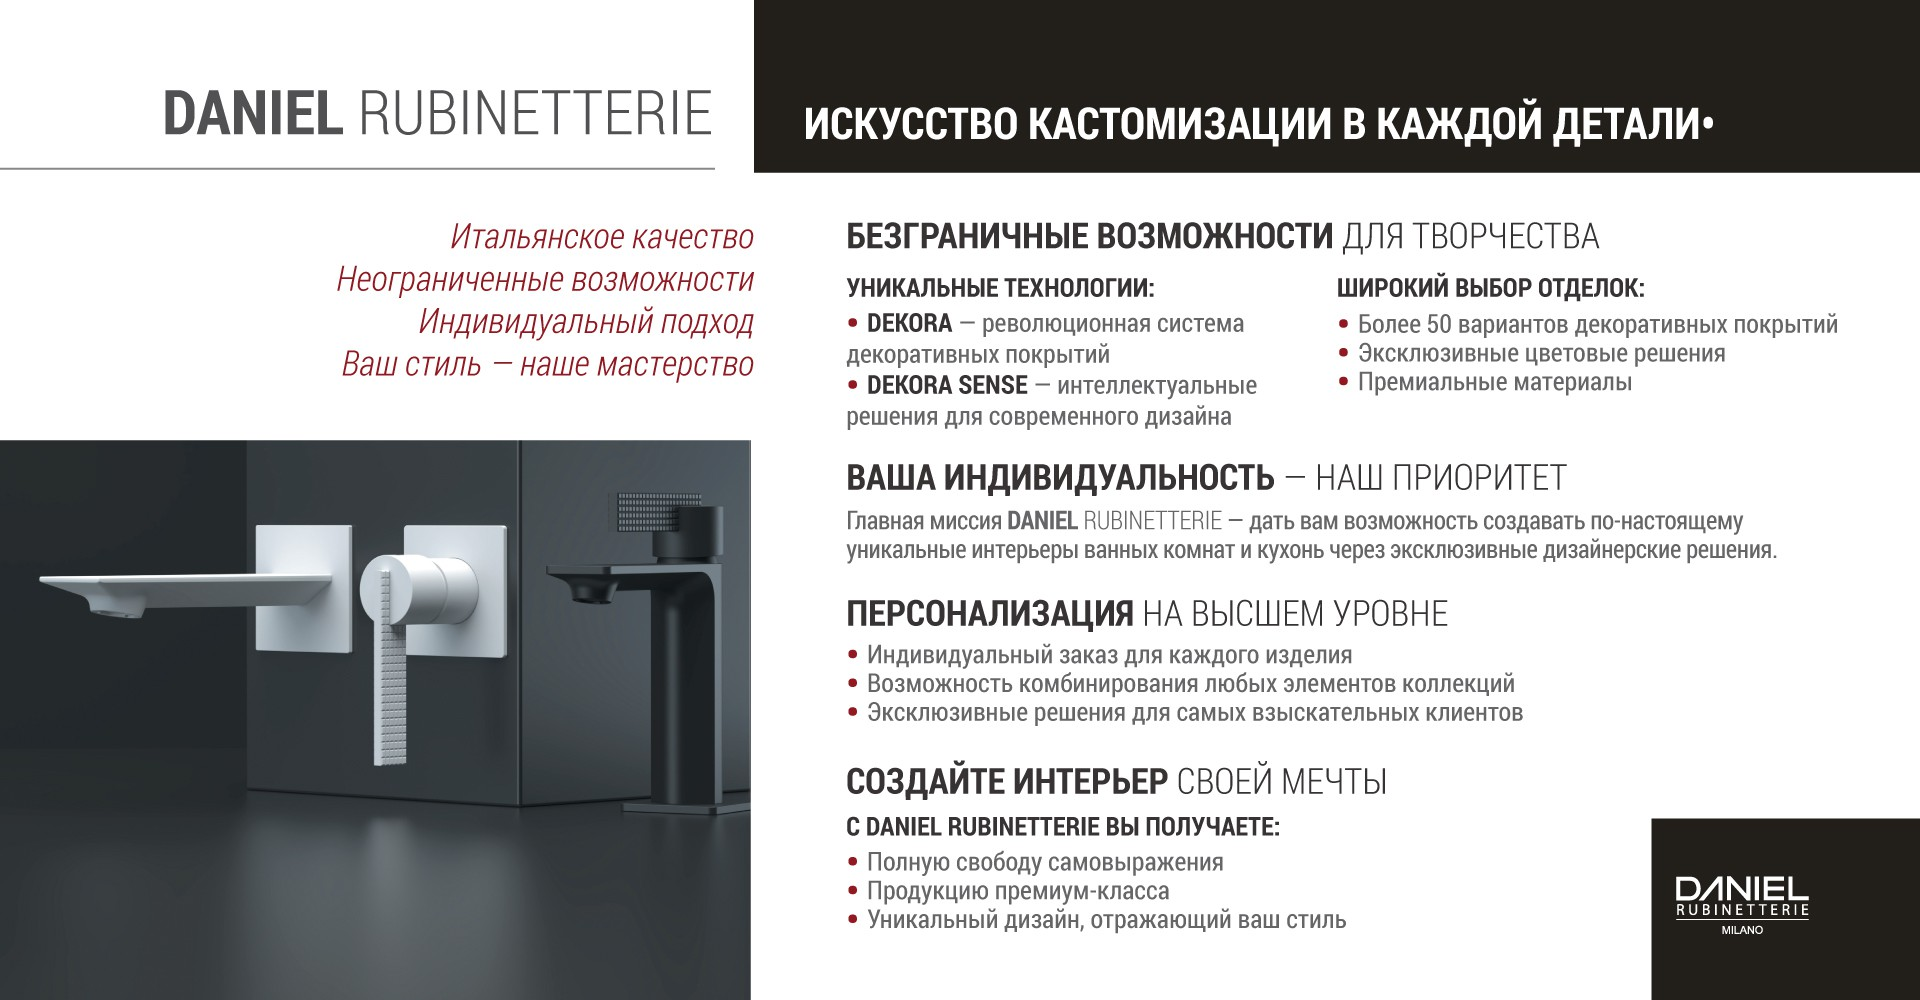 DANIEL RUBINETTERIE
ИСКУССТВО КАСТОМИЗАЦИИ В КАЖДОЙ ДЕТАЛИ•
Итальянское качество
Неограниченные возможности
Индивидуальный подход
Ваш стиль — наше мастерство
БЕЗГРАНИЧНЫЕ ВОЗМОЖНОСТИ ДЛЯ ТВОРЧЕСТВА
УНИКАЛЬНЫЕ ТЕХНОЛОГИИ:
• DEKORA — революционная система
декоративных покрытий
• DEKORA SENSE — интеллектуальные
решения для современного дизайна
ШИРОКИЙ ВЫБОР ОТДЕЛОК:
• Более 50 вариантов декоративных покрытий
• Эксклюзивные цветовые решения
• Премиальные материалы
ВАША ИНДИВИДУАЛЬНОСТЬ — НАШ ПРИОРИТЕТ
Главная миссия DANIEL RUBINETTERIE — дать вам возможность создавать по-настоящему
уникальные интерьеры ванных комнат и кухонь через эксклюзивные дизайнерские решения.
ПЕРСОНАЛИЗАЦИЯ НА ВЫСШЕМ УРОВНЕ
• Индивидуальный заказ для каждого изделия
• Возможность комбинирования любых элементов коллекций
• Эксклюзивные решения для самых взыскательных клиентов
СОЗДАЙТЕ ИНТЕРЬЕР СВОЕЙ МЕЧТЫ
С DANIEL RUBINETTERIE ВЫ ПОЛУЧАЕТЕ:
• Полную свободу самовыражения
• Продукцию премиум-класса
• Уникальный дизайн, отражающий ваш стиль
DANIEL
RUBINETTERIE
MILANO